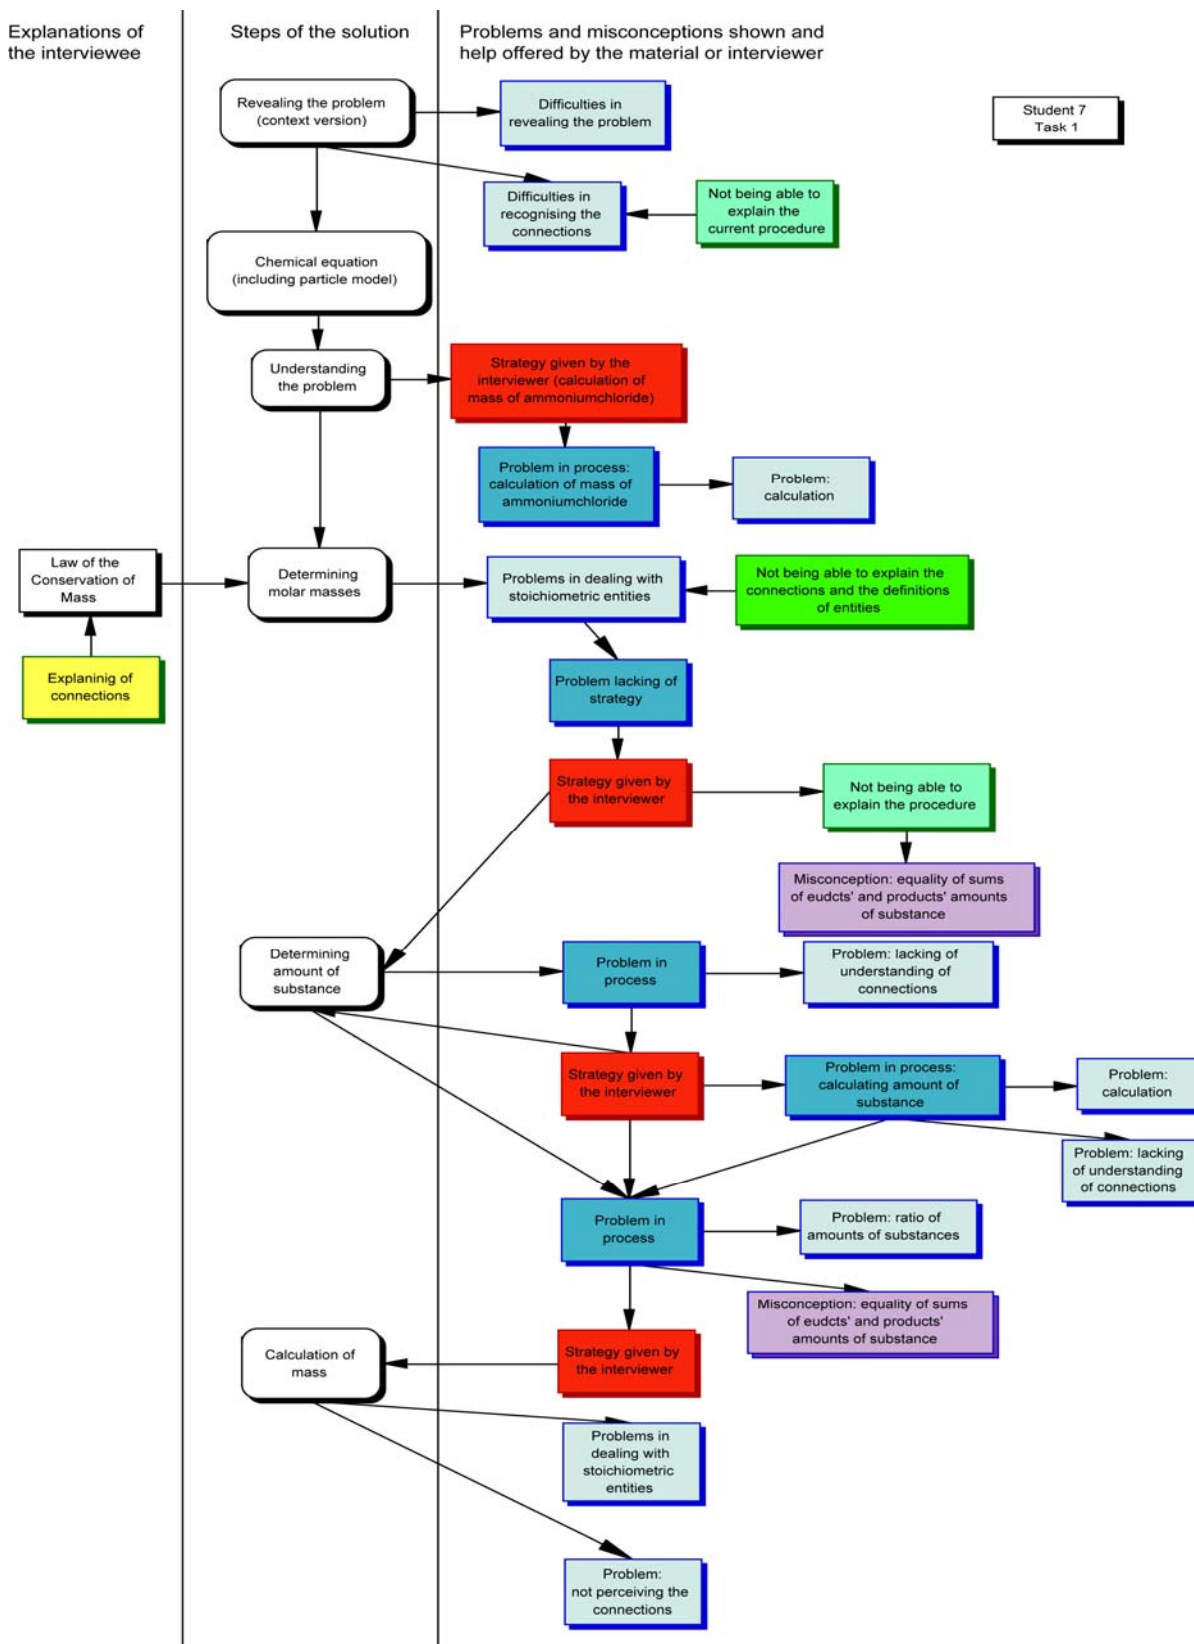 Explanations of
the interviewee
Steps of the solution
Problems and misconceptions shown and
help offered by the material or interviewer
Revealing the problem
(context version)
Difficulties in
revealing the problem
Student 7
Task 1
Difficulties in
recognising the
connections
Not being able to
explain the
current procedure
Chemical equation
(including particle model)
Understanding
the problem
Strategy given by the
interviewer (calculation of
mass of ammoniumchloride)
Problem in process:
calculation of mass of
ammoniumchloride
Problem:
calculation
Law of the
Conservation of
Mass
Determining
molar masses
Problems in dealing with
stoichiometric entities
Not being able to explain the
connections and the definitions
of entities
Explaninig of
connections
Problem lacking of
strategy
Strategy given by
the interviewer
Not being able to
explain the procedure
Misconception: equality of sums
of eudcts' and products' amounts
of substance
Determining
amount of
substance
Problem in
process
Problem: lacking of
understanding of
connections
Strategy given by
the interviewer
Problem in process:
calculating amount of
substance
Problem:
calculation
Problem: lacking
of understanding
of connections
Problem in
process
Problem: ratio of
amounts of substances
Misconception: equality of sums
of eudcts' and products'
amounts of substance
Calculation of
mass
Strategy given by
the interviewer
Problems in
dealing with
stoichiometric
entities
Problem:
not perceiving the
connections